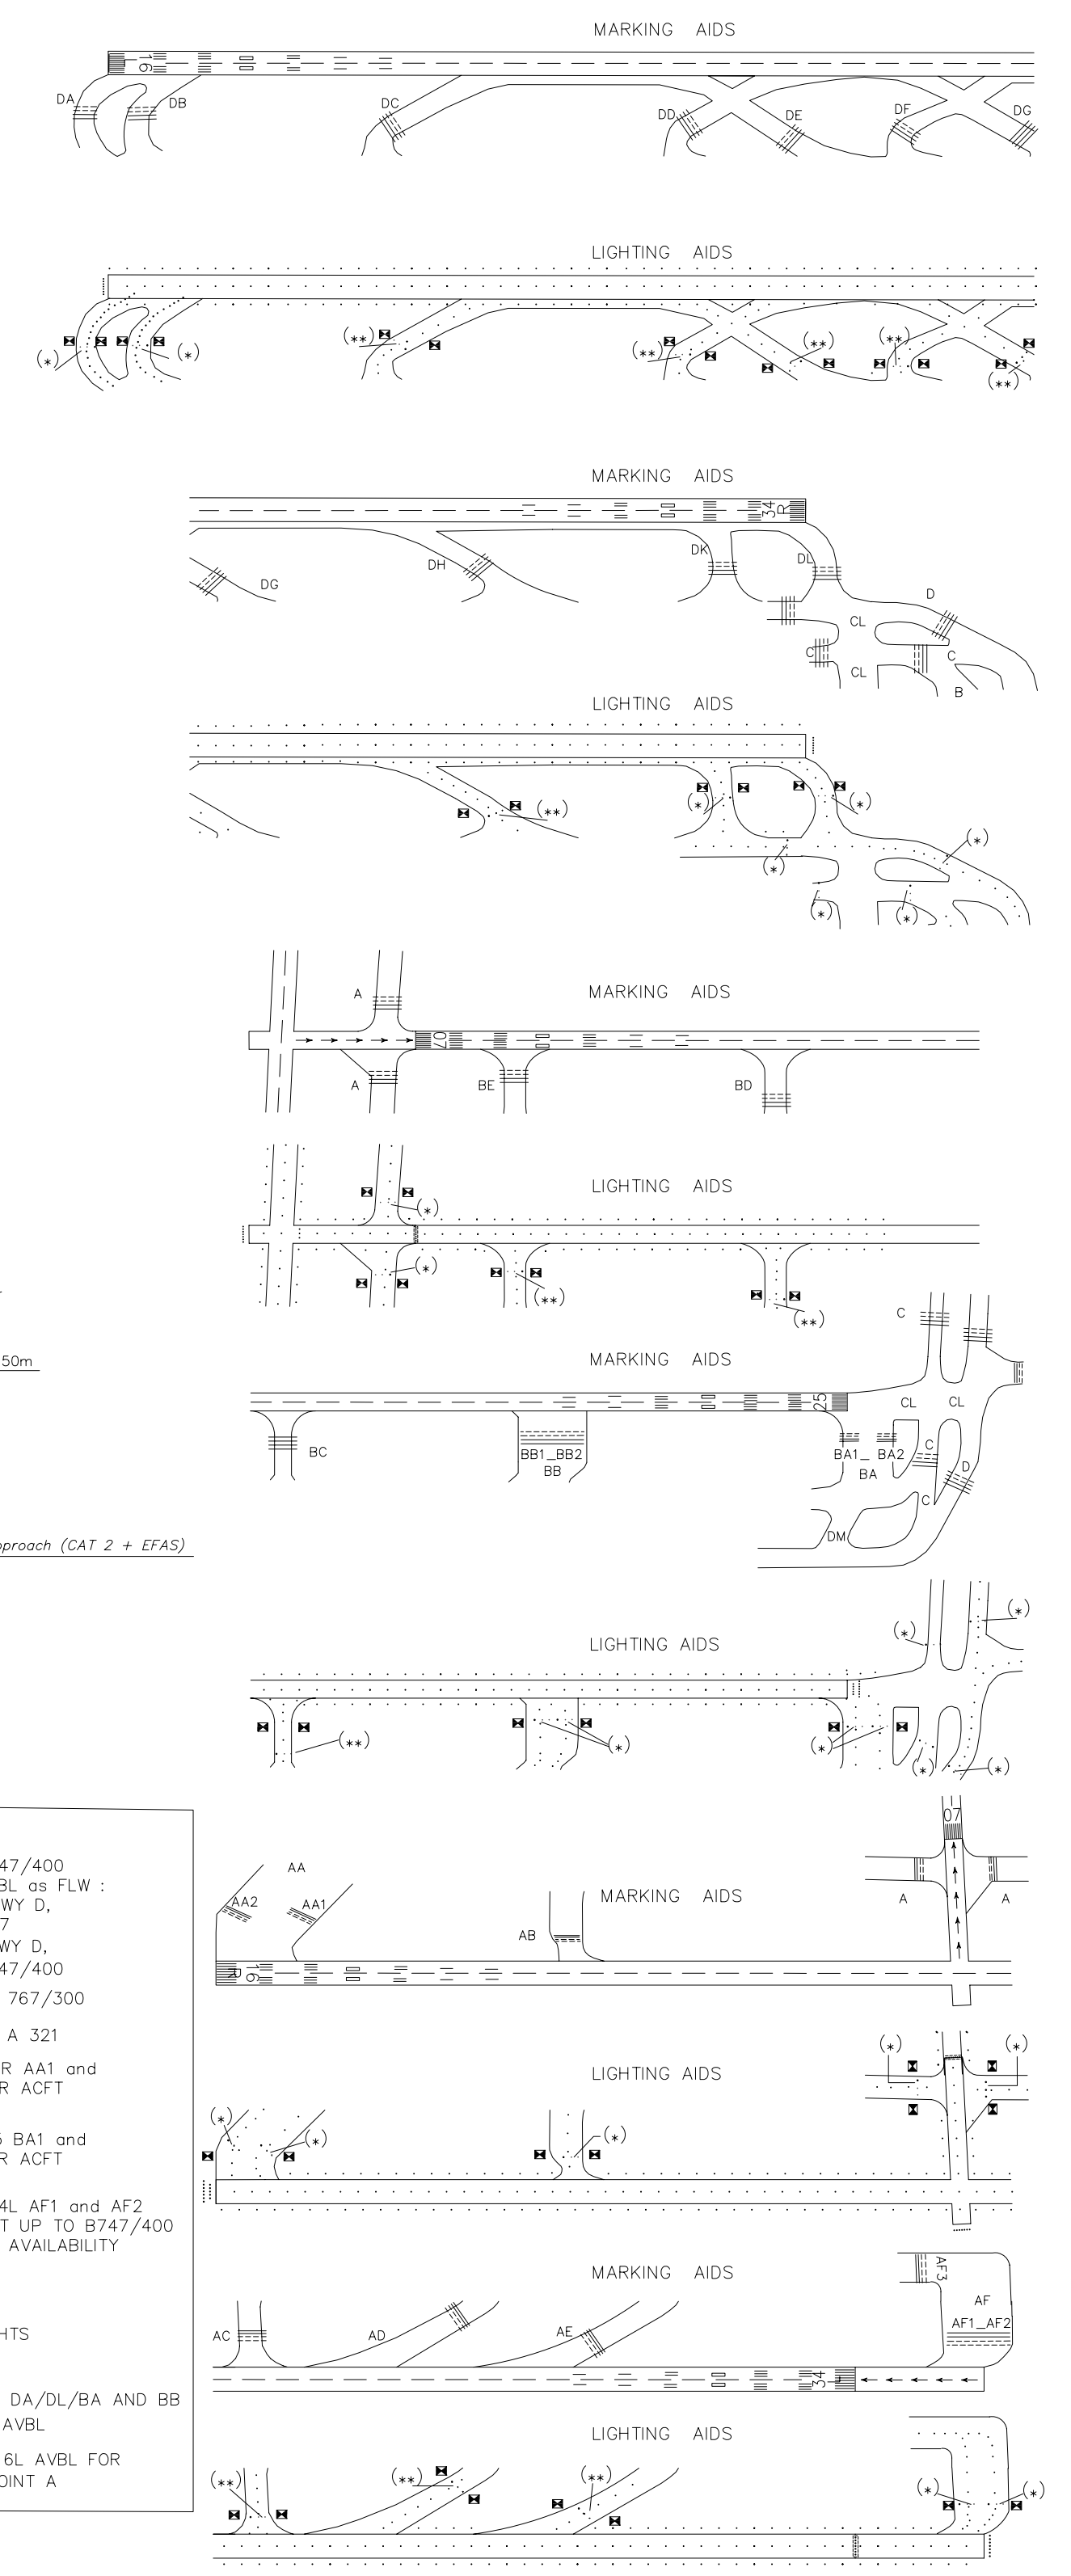 MARKING AIDS
16
L
DA
DB
DC
DD
DE
DF
DG
LIGHTING AIDS
(*)
(*)
(**)
(**)
(**)
(**)
(**)
MARKING AIDS
34
R
DG
DH
DK
DL
D
CL
C
C
CL
B
LIGHTING AIDS
(**)
(*)
(*)
(*)
(*)
(*)
(*)
A
MARKING AIDS
07
A
BE
BD
LIGHTING AIDS
(*)
(*)
(**)
(**)
50m
C
MARKING AIDS
25
CL
CL
BC
BB1_BB2
BB
BA1_ BA2
BA
C
D
C
DM
pproach (CAT 2 + EFAS)
(*)
(*)
LIGHTING AIDS
(**)
(*)
(*)
(*)
(*)
47/400
BL as FLW :
WY D,
7
WY D,
47/400
767/300
A 321
R AA1 and
R ACFT
6 BA1 and
R ACFT
4L AF1 and AF2
T UP TO B747/400
AVAILABILITY
HTS
DA/DL/BA AND BB
AVBL
6L AVBL FOR
OINT A
07
AA
AA2
AA1
MARKING AIDS
AB
A
A
16
R
LIGHTING AIDS
(*)
(*)
(*)
(*)
(*)
MARKING AIDS
AF3
AF
AF1_AF2
AC
AD
AE
34
LIGHTING AIDS
(**)
(**)
(**)
(*)
(*)